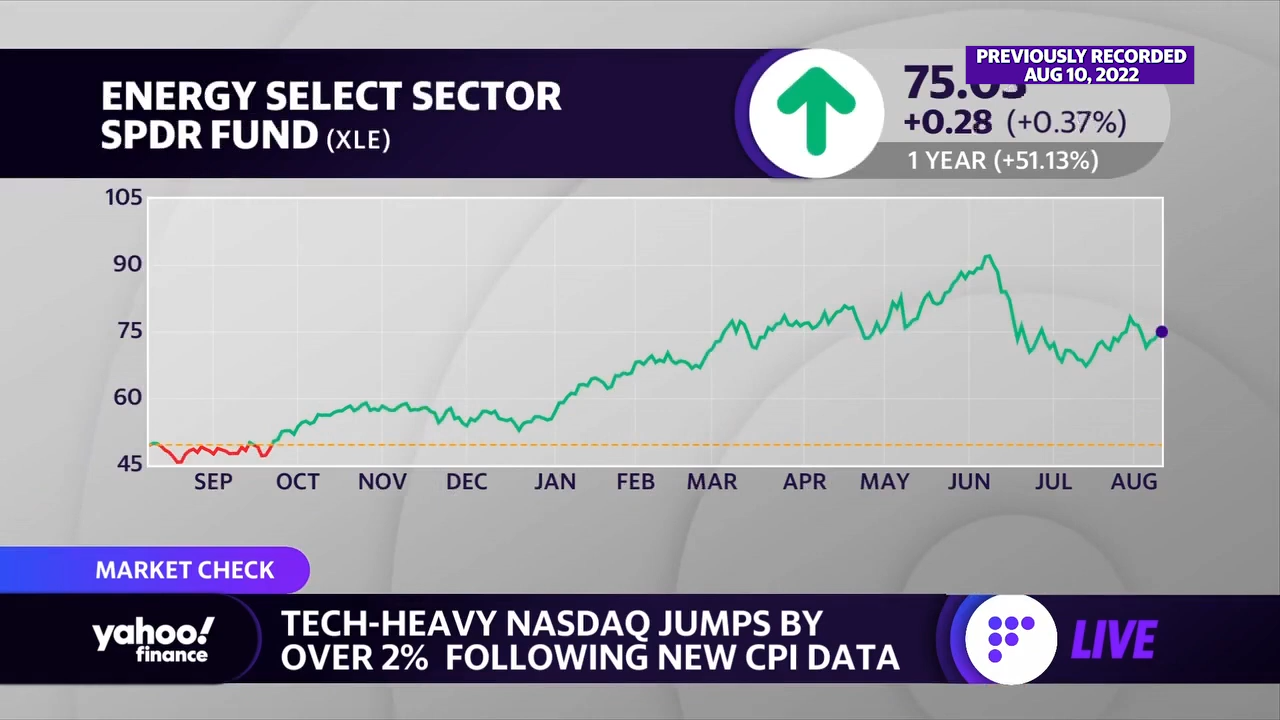 ENERGY SELECT SECTOR
SPDR FUND (XLE)
PREVIOUSLY RECORDED
AUG 10, 2022
+0.28 (+0.37%)
1 YEAR (+51.13%)
105
90
75
60
45
SEP OCT NOV DEC JAN FEB MAR APR MAY JUN JUL AUG
MARKET CHECK
yahoo!
finance
TECH-HEAVY NASDAQ JUMPS BY
OVER 2% FOLLOWING NEW CPI DATA
LIVE